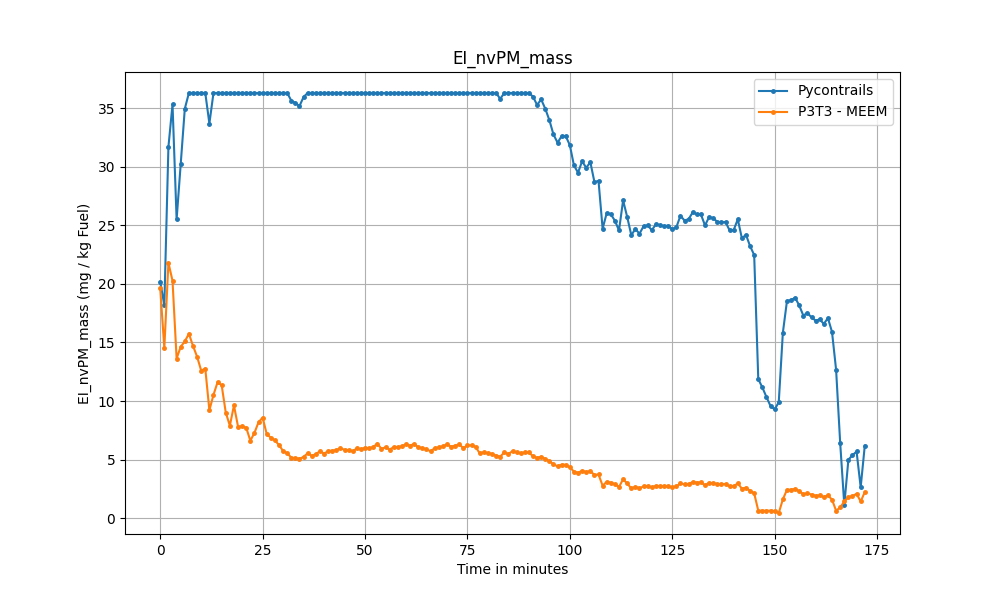 EI_nvPM_mass
Pycontrails
P3T3 - MEEM
EI_nvPM_mass (mg / kg Fuel)
35
30
25
20
15
10
5
0
0 25 50 75 100 125 150 175
Time in minutes